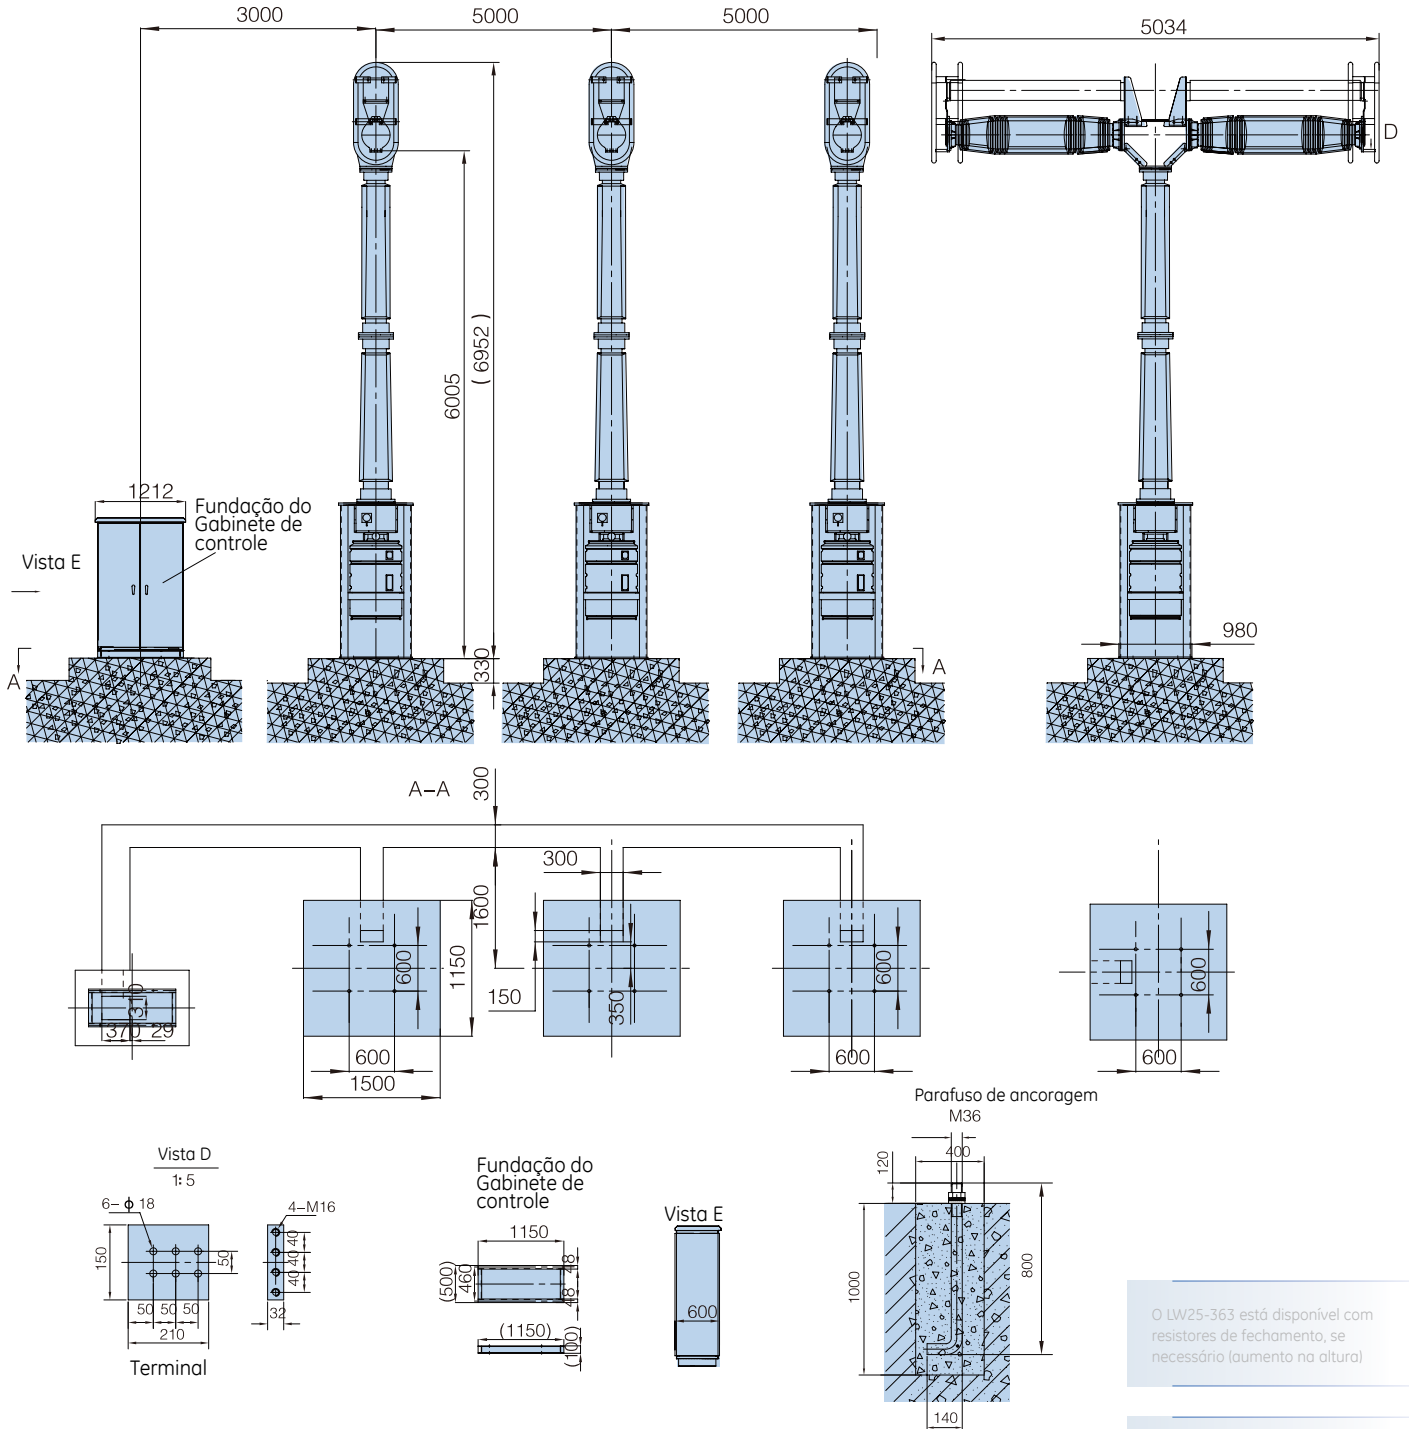 3000
5000
5000
5034
D
6005
( 6952 )
1212
Fundação do
Gabinete de
controle
Vista E
980
330
A
A
A–A
300
300
1600
1150
600
600
600
150
350
310
370
29
600
1500
600
600
Parafuso de ancoragem
M36
400
120
1000
800
140
Vista D
1:5
6–ϕ 18
4–M16
150
50
40
40
40
50
50
50
210
32
Terminal
Fundação do
Gabinete de
controle
1150
(500)
460
48
48
(1150)
(100)
Vista E
600
O LW25-363 está disponível com
resistores de fechamento, se
necessário (aumento na altura)